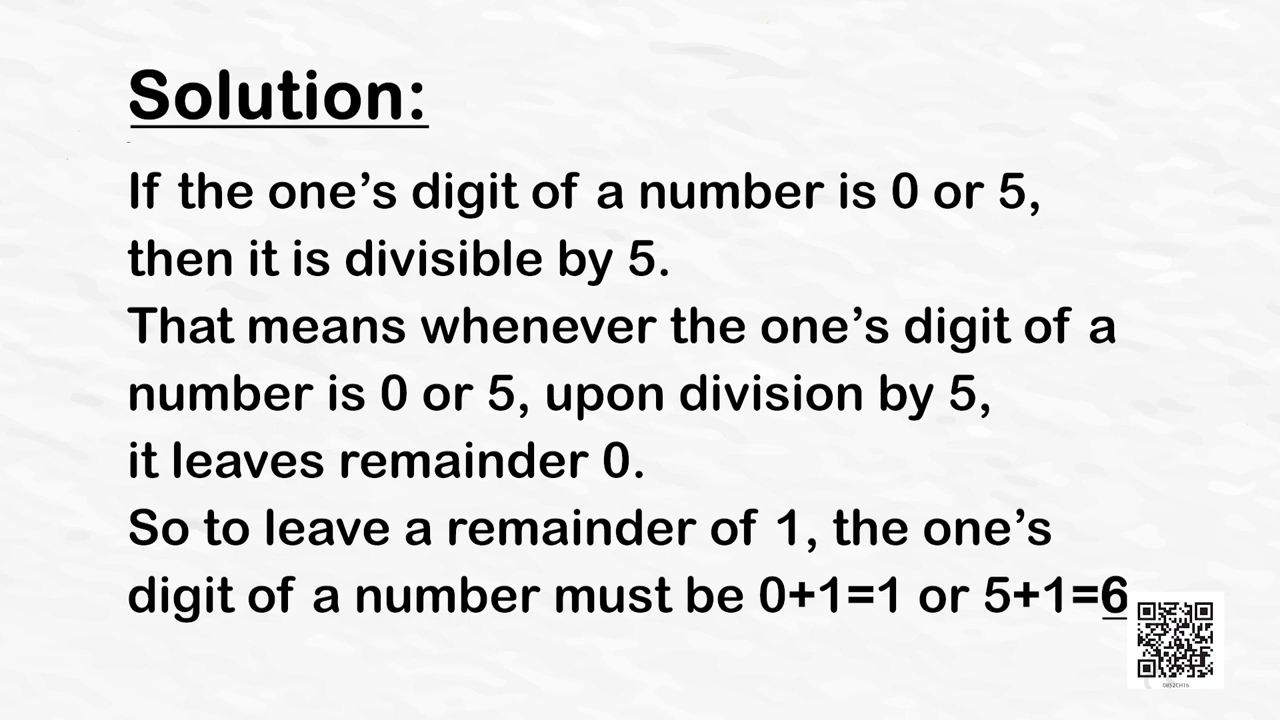 Solution:
If the one’s digit of a number is 0 or 5,
then it is divisible by 5.
That means whenever the one’s digit of a
number is 0 or 5, upon division by 5,
it leaves remainder 0.
So to leave a remainder of 1, the one’s
digit of a number must be 0+1=1 or 5+1=6
0852CH16